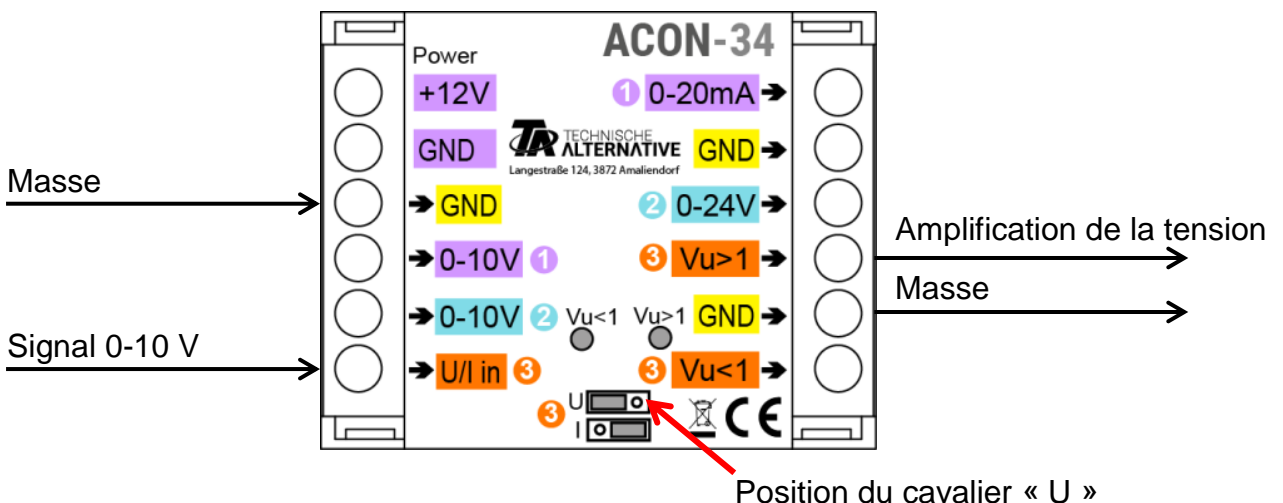 ACON-34
Power
+12V
1 0-20mA
GND
TECHNISCHE
ALTERNATIVE
Langestraße 124, 3872 Amaliendorf
GND
Masse
GND
2 0-24V
Amplification de la tension
0-10V 1
3 Vu>1
Masse
0-10V 2
Vu<1
Vu>1
GND
Signal 0-10 V
U/I in 3
3 Vu<1
3
U
I
CE
Position du cavalier « U »